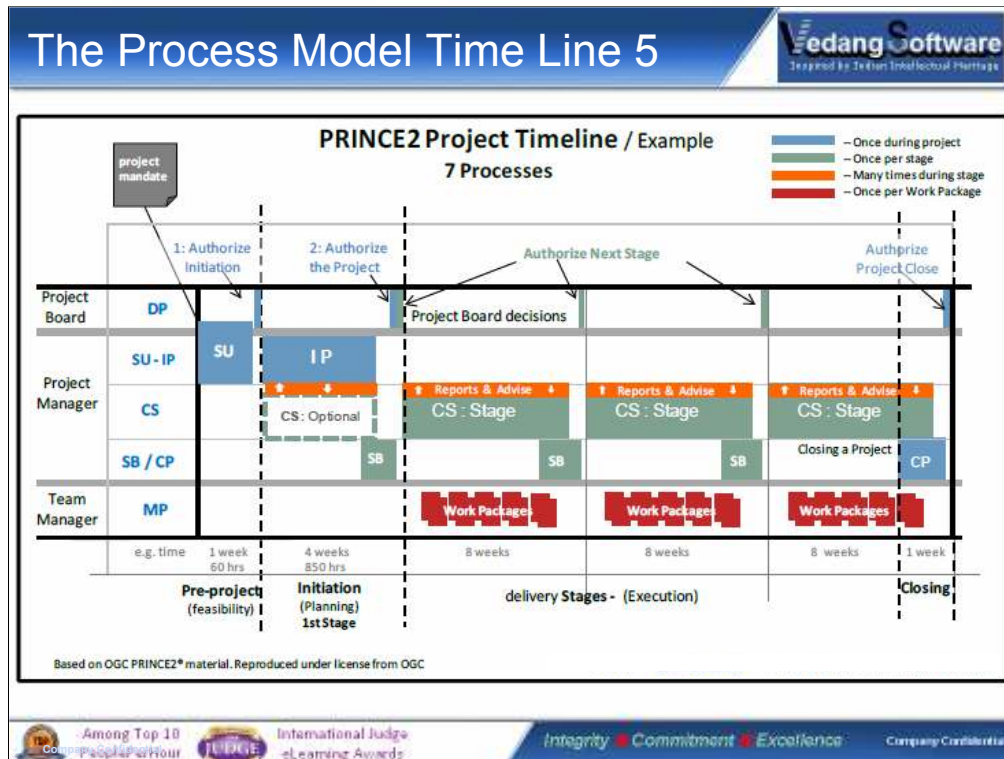 The Process Model Time Line 5
Vedang Software
Inspired by Indian Intellectual Heritage
PRINCE2 Project Timeline / Example
7 Processes
– Once during project
– Once per stage
– Many times during stage
– Once per Work Package
project
mandate
1: Authorize
Initiation
2: Authorize
the Project
Authorize Next Stage
Authorize
Project Close
Project
Board
DP
Project Board decisions
Project
Manager
SU - IP
SU
IP
CS
Reports & Advise
Reports & Advise
Reports & Advise
CS : Optional
CS : Stage
CS : Stage
CS : Stage
SB / CP
SB
SB
SB
Closing a Project
CP
Team
Manager
MP
Work Packages
Work Packages
Work Packages
e.g. time
1 week
60 hrs
4 weeks
850 hrs
8 weeks
8 weeks
8 weeks
1 week
Pre-project
(feasibility)
Initiation
(Planning)
1st Stage
delivery Stages - (Execution)
Closing
Based on OGC PRINCE2® material. Reproduced under license from OGC
Among Top 10
PeoplePerHour
JUDGE
International Judge
eLearning Awards
Integrity Commitment Excellence
Company Confidential